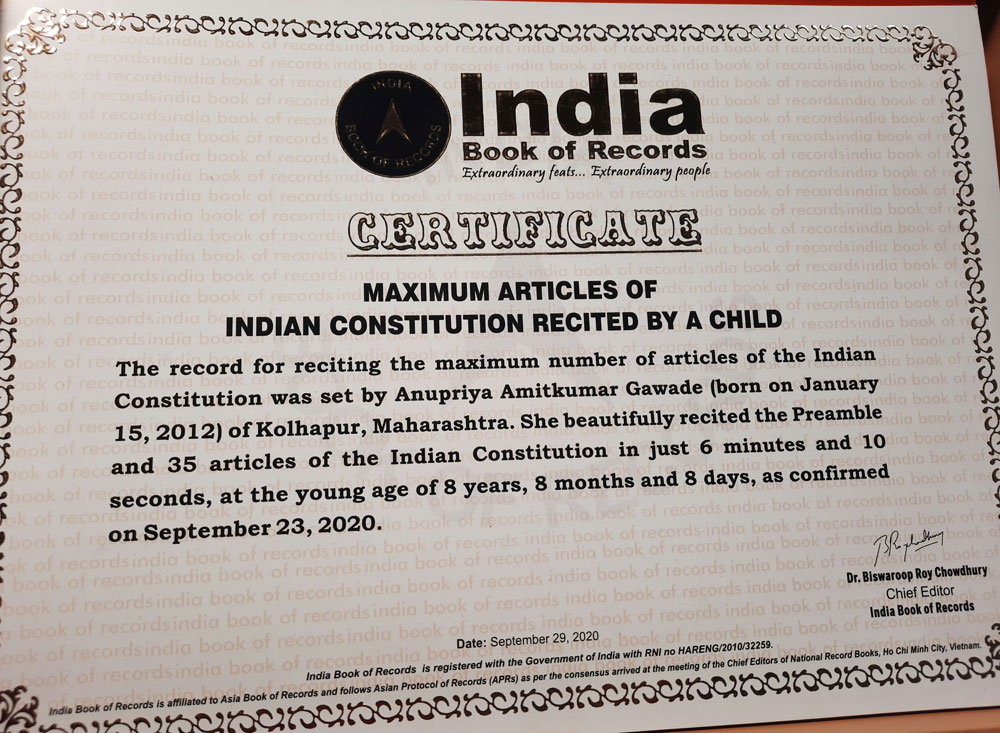 INDIA
BOOK OF RECORDS
India
Book of Records
Extraordinary feats... Extraordinary people
CERTIFICATE
MAXIMUM ARTICLES OF
INDIAN CONSTITUTION RECITED BY A CHILD
The record for reciting the maximum number of articles of the Indian
Constitution was set by Anupriya Amitkumar Gawade (born on January
15, 2012) of Kolhapur, Maharashtra. She beautifully recited the Preamble
and 35 articles of the Indian Constitution in just 6 minutes and 10
seconds, at the young age of 8 years, 8 months and 8 days, as confirmed
on September 23, 2020.
Dr. Biswaroop Roy Chowdhury
Chief Editor
India Book of Records
Date: September 29, 2020
India Book of Records is registered with the Government of India with RNI no HARENG/2010/32259.
India Book of Records is affiliated to Asia Book of Records and follows Asian Protocol of Records (APRs) as per the consensus arrived at the meeting of the Chief Editors of National Record Books, Ho Chi Minh City, Vietnam.